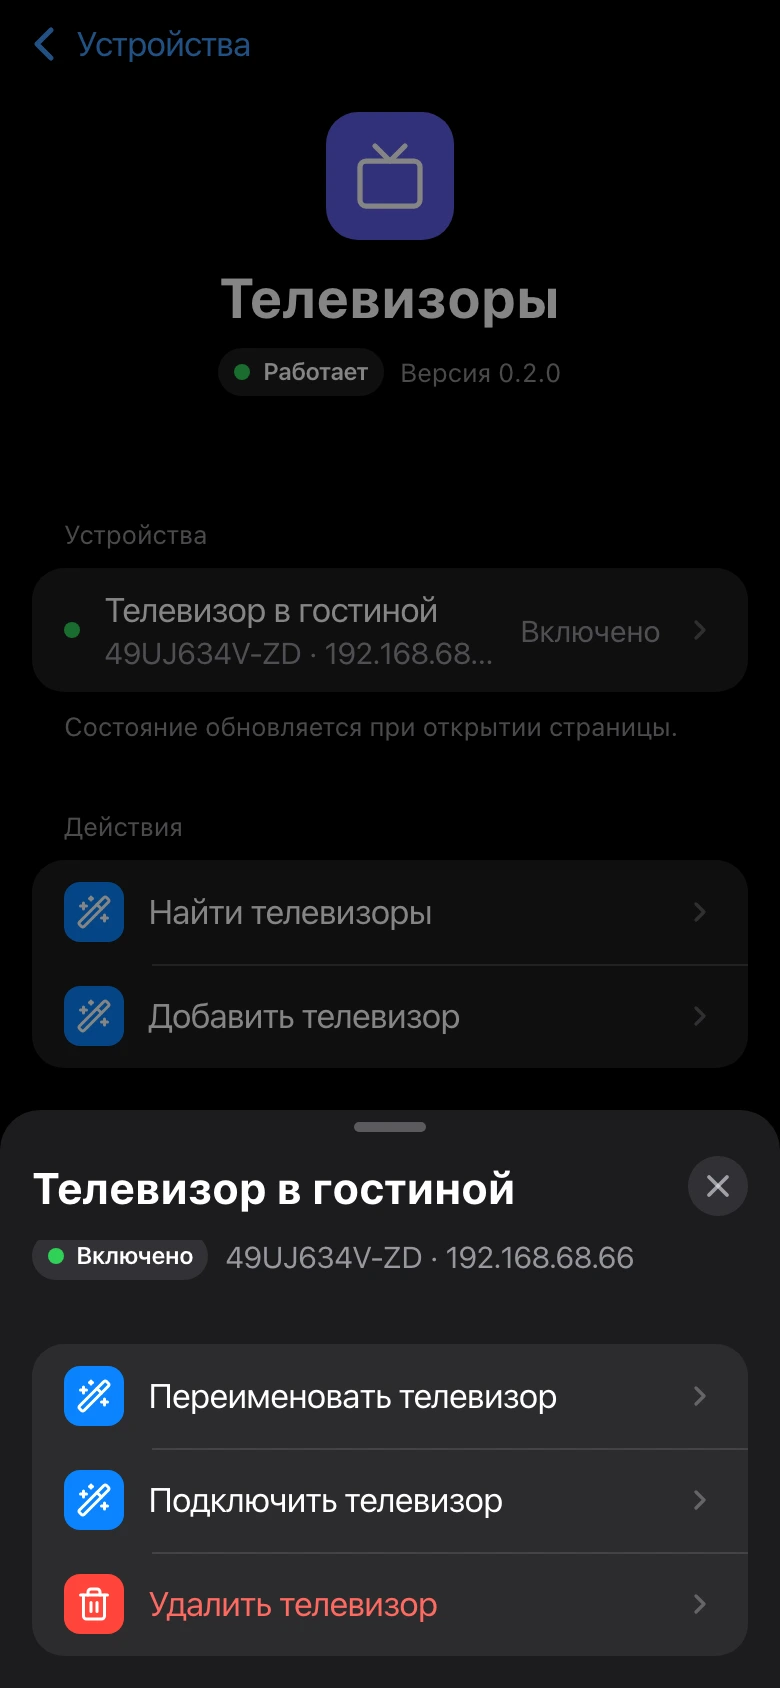 Устройства
Телевизоры
Работает Версия 0.2.0
Устройства
Телевизор в гостиной
49UJ634V-ZD · 192.168.68...
Включено
Состояние обновляется при открытии страницы.
Действия
Найти телевизоры
Добавить телевизор
Телевизор в гостиной
Включено 49UJ634V-ZD · 192.168.68.66
Переименовать телевизор
Подключить телевизор
Удалить телевизор